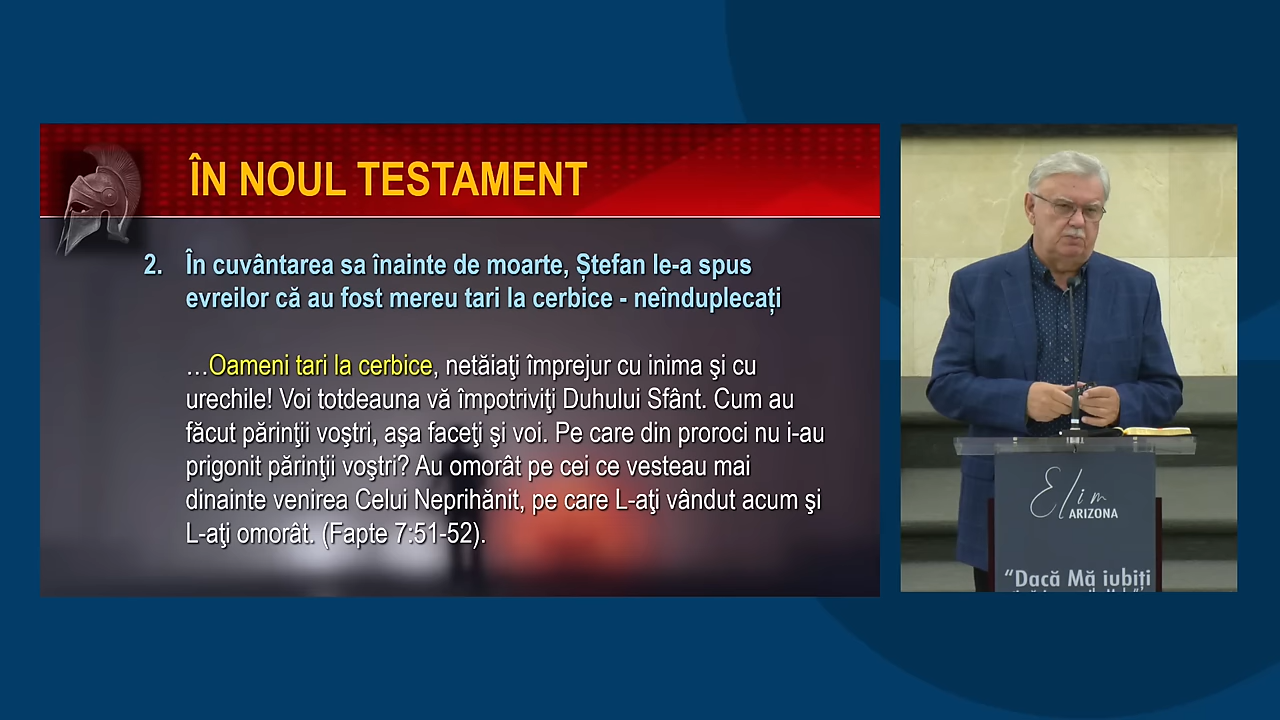 ÎN NOUL TESTAMENT
2. În cuvântarea sa înainte de moarte, Ștefan le-a spus
evreilor că au fost mereu tari la cerbice - neînduplecați
…Oameni tari la cerbice, netăiaţi împrejur cu inima şi cu
urechile! Voi totdeauna vă împotriviţi Duhului Sfânt. Cum au
făcut părinţii voştri, aşa faceţi şi voi. Pe care din proroci nu i-au
prigonit părinţii voştri? Au omorât pe cei ce vesteau mai
dinainte venirea Celui Neprihănit, pe care L-aţi vândut acum şi
L-aţi omorât. (Fapte 7:51-52).
Elim
ARIZONA
“Dacă Mă iubiți